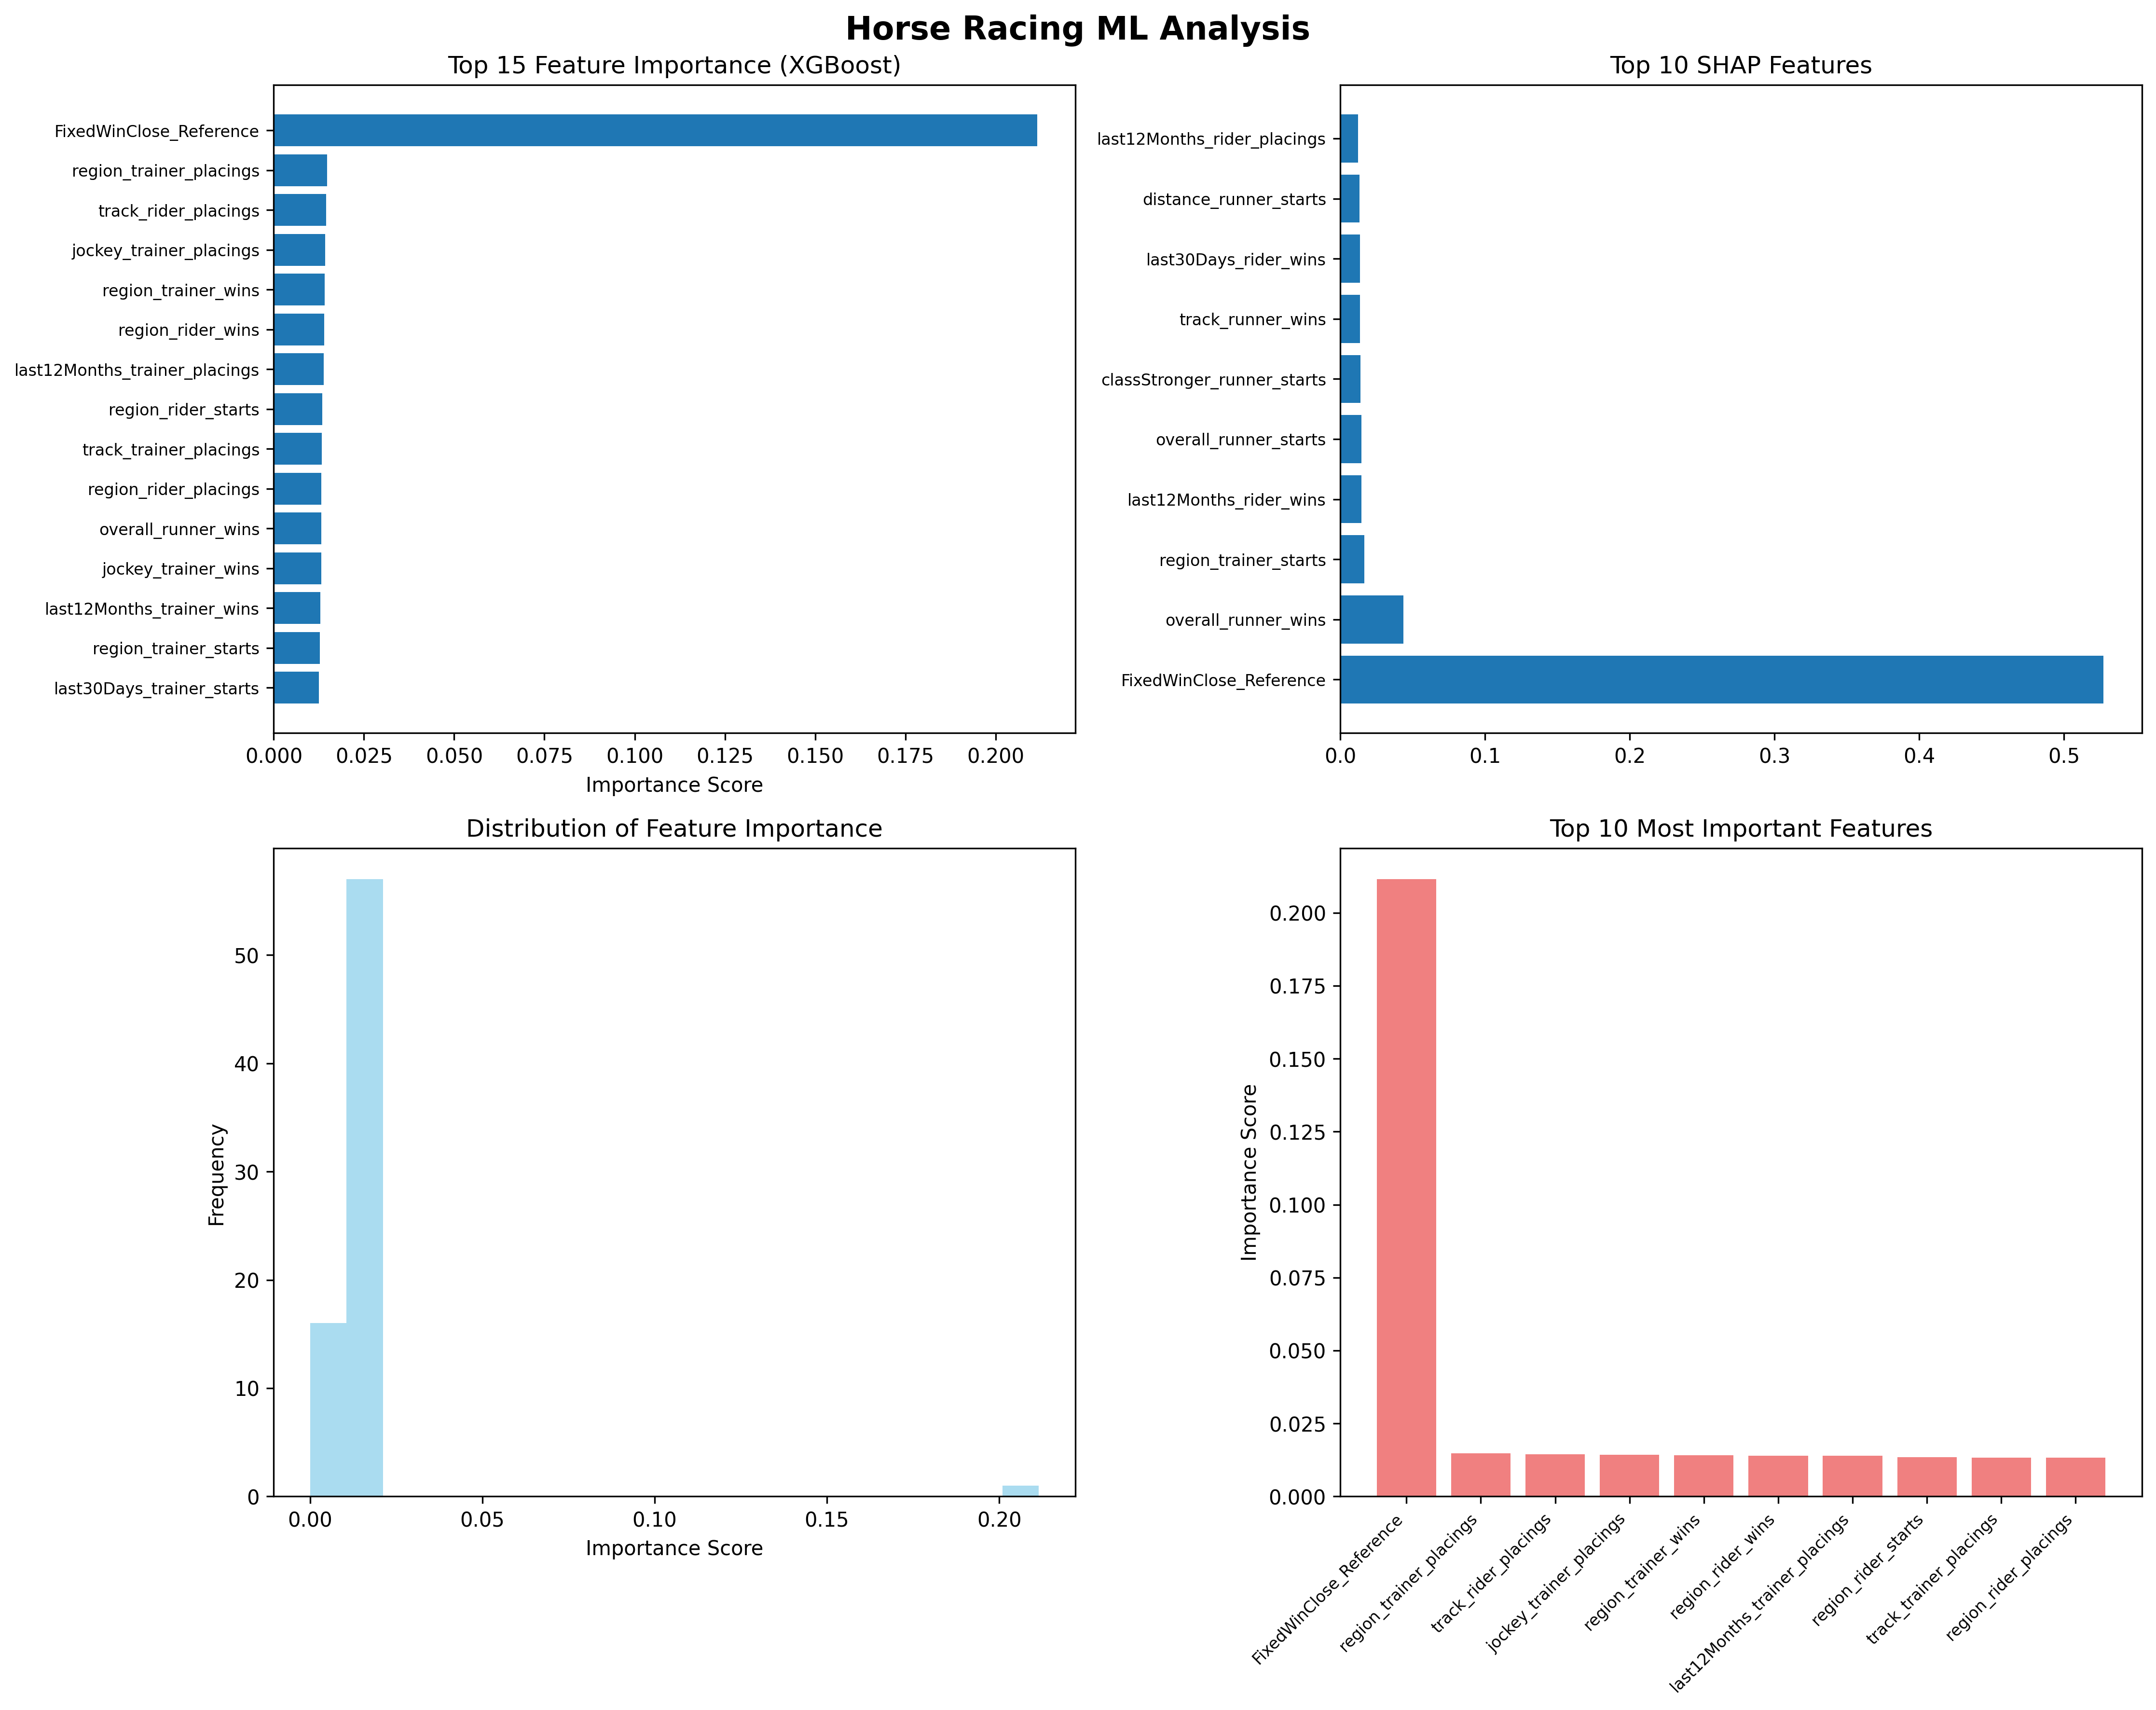 Horse Racing ML Analysis
Top 15 Feature Importance (XGBoost)
FixedWinClose_Reference
region_trainer_placings
track_rider_placings
jockey_trainer_placings
region_trainer_wins
region_rider_wins
last12Months_trainer_placings
region_rider_starts
track_trainer_placings
region_rider_placings
overall_runner_wins
jockey_trainer_wins
last12Months_trainer_wins
region_trainer_starts
last30Days_trainer_starts
0.000 0.025 0.050 0.075 0.100 0.125 0.150 0.175 0.200
Importance Score
Top 10 SHAP Features
last12Months_rider_placings
distance_runner_starts
last30Days_rider_wins
track_runner_wins
classStronger_runner_starts
overall_runner_starts
last12Months_rider_wins
region_trainer_starts
overall_runner_wins
FixedWinClose_Reference
0.0 0.1 0.2 0.3 0.4 0.5
Distribution of Feature Importance
Frequency
50
40
30
20
10
0
0.00 0.05 0.10 0.15 0.20
Importance Score
Top 10 Most Important Features
Importance Score
0.200
0.175
0.150
0.125
0.100
0.075
0.050
0.025
0.000
FixedWinClose_Reference
region_trainer_placings
track_rider_placings
jockey_trainer_placings
region_trainer_wins
region_rider_wins
last12Months_trainer_placings
region_rider_starts
track_trainer_placings
region_rider_placings